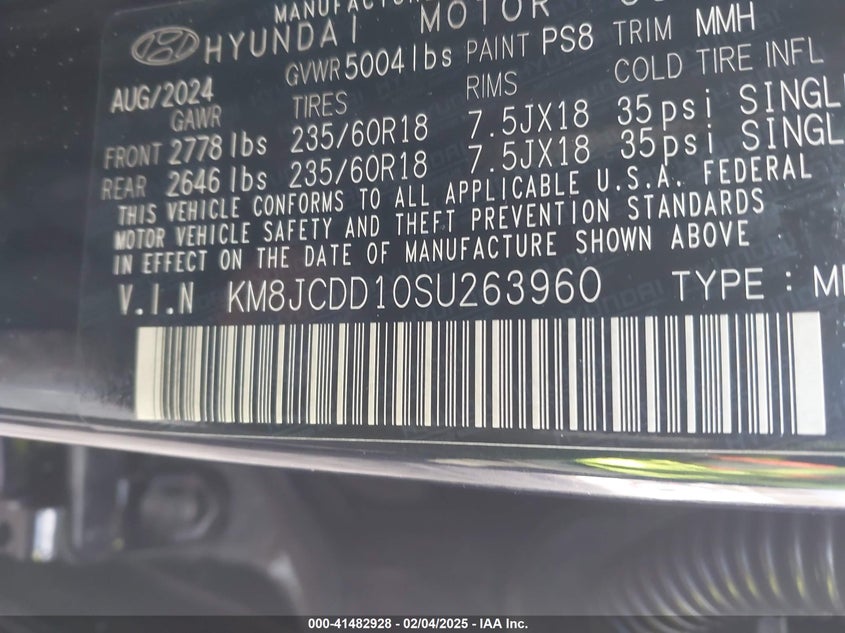 MANUFACTURED
HYUNDAI MOTOR CO
AUG/2024 GVWR 5004 lbs PAINT PS8 TRIM MMH
GAWR TIRES RIMS COLD TIRE INFL
FRONT 2778 lbs 235/60R18 7.5JX18 35psi SINGL
REAR 2646 lbs 235/60R18 7.5JX18 35psi SINGL
THIS VEHICLE CONFORMS TO ALL APPLICABLE U.S.A. FEDERAL
MOTOR VEHICLE SAFETY AND THEFT PREVENTION STANDARDS
IN EFFECT ON THE DATE OF MANUFACTURE SHOWN ABOVE
V.I.N KM8JCDD10SU263960 TYPE : M
000-41482928 - 02/04/2025 - IAA Inc.